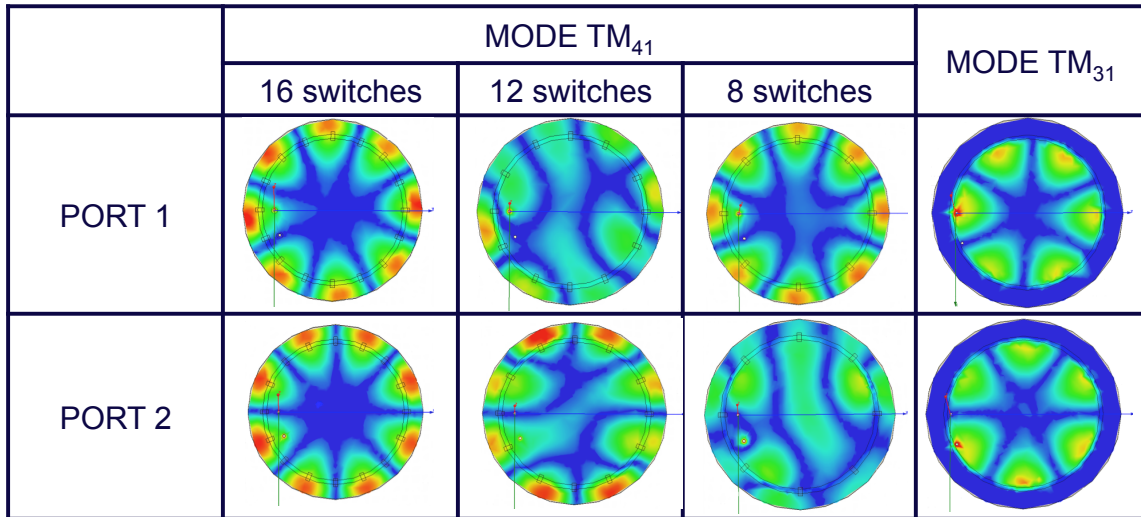 MODE TM₄₁
MODE TM₃₁
16 switches
12 switches
8 switches
PORT 1
PORT 2